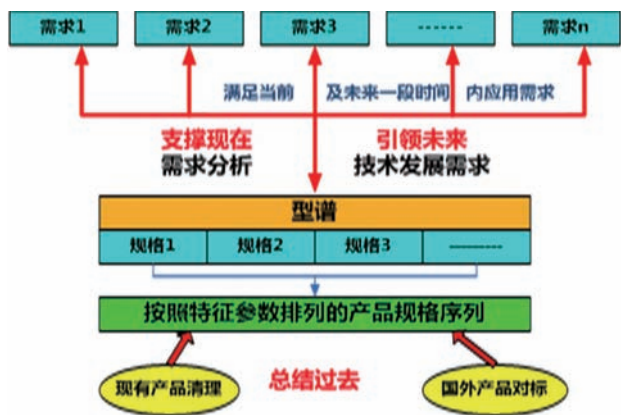 需求1 需求2 需求3 ------ 需求n
满足当前 及未来一段时间 内应用需求
支撑现在 引领未来
需求分析 技术发展需求
型谱
规格1 规格2 规格3 ---------
按照特征参数排列的产品规格序列
现有产品清理 总结过去 国外产品对标